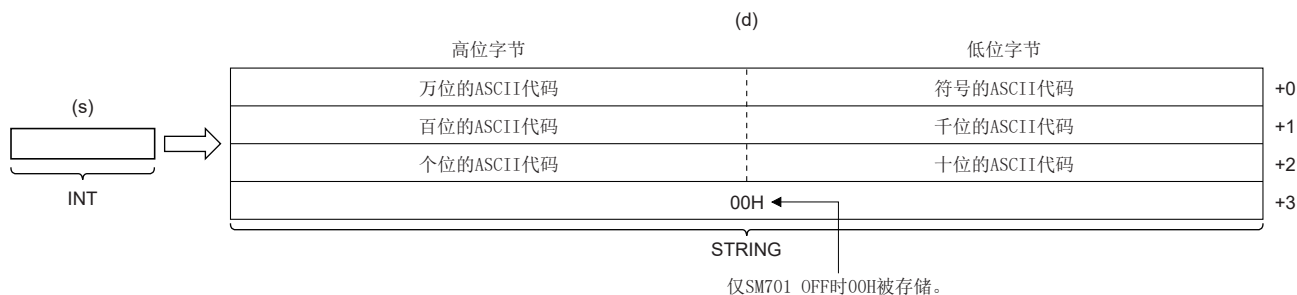 (d)
高位字节 低位字节
(s)
万位的ASCII代码 符号的ASCII代码 +0
百位的ASCII代码 千位的ASCII代码 +1
个位的ASCII代码 十位的ASCII代码 +2
INT
00H +3
STRING
仅SM701 OFF时00H被存储。